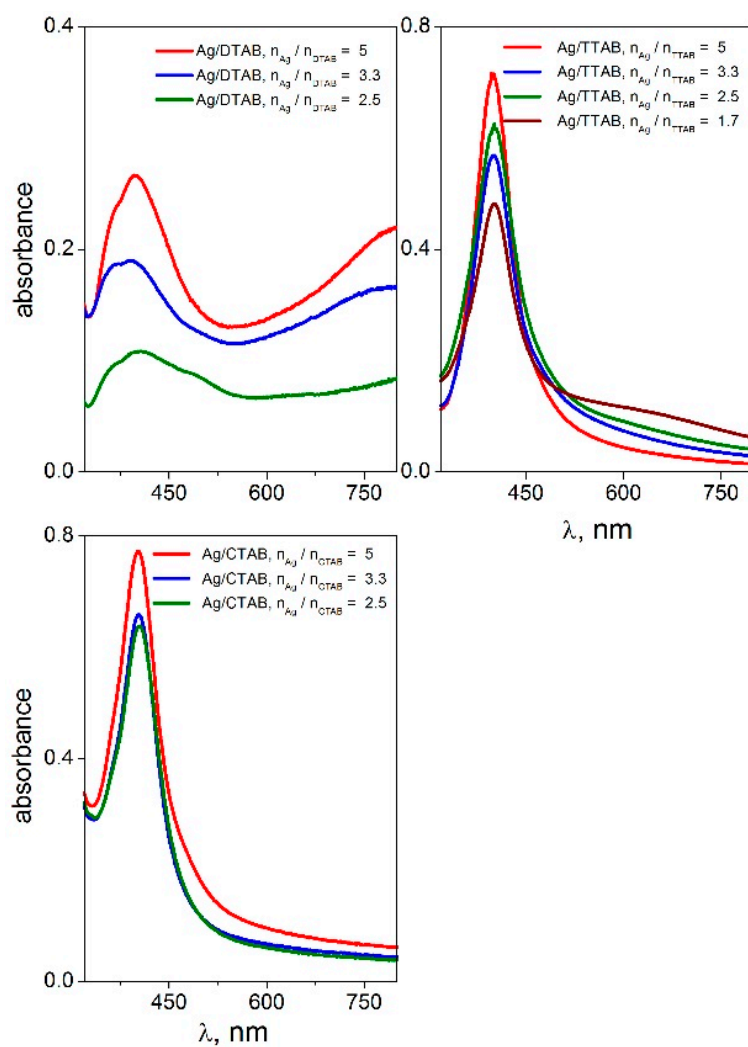 0.4
Ag/DTAB, nAg / nDTAB = 5
Ag/DTAB, nAg / nDTAB = 3.3
Ag/DTAB, nAg / nDTAB = 2.5
absorbance
0.2
0.0
450 600 750
0.8
Ag/TTAB, nAg / nTTAB = 5
Ag/TTAB, nAg / nTTAB = 3.3
Ag/TTAB, nAg / nTTAB = 2.5
Ag/TTAB, nAg / nTTAB = 1.7
0.4
0.0
450 600 750
λ, nm
0.8
Ag/CTAB, nAg / nCTAB = 5
Ag/CTAB, nAg / nCTAB = 3.3
Ag/CTAB, nAg / nCTAB = 2.5
absorbance
0.4
0.0
450 600 750
λ, nm